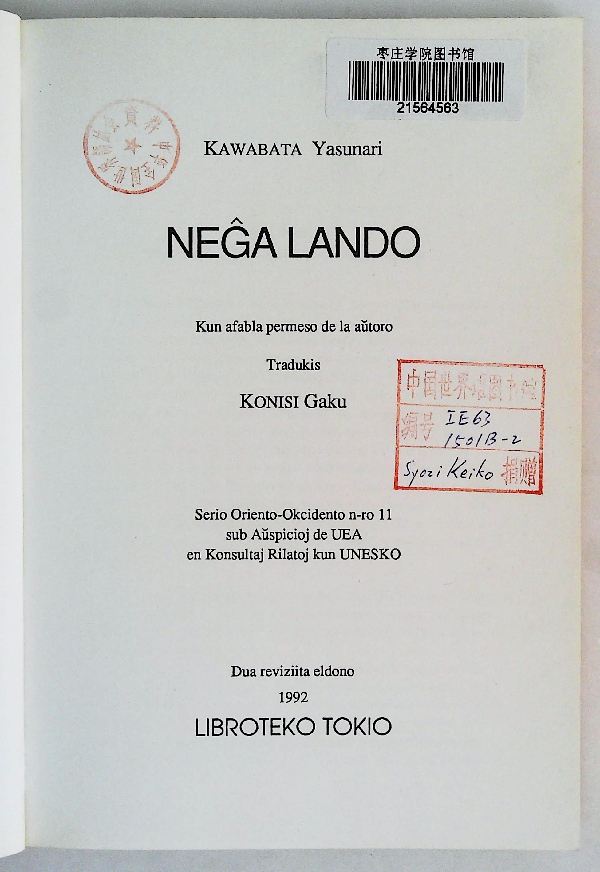 枣庄学院图书馆
21564563
KAWABATA Yasunari
NEĜA LANDO
Kun afabla permeso de la aŭtoro
Tradukis
KONISI Gaku
中国世界语图书馆
编号 IE63
1501B-2
Syozi Keiko 捐赠
Serio Oriento-Okcidento n-ro 11
sub Aŭspicioj de UEA
en Konsultaj Rilatoj kun UNESKO
Dua reviziita eldono
1992
LIBROTEKO TOKIO